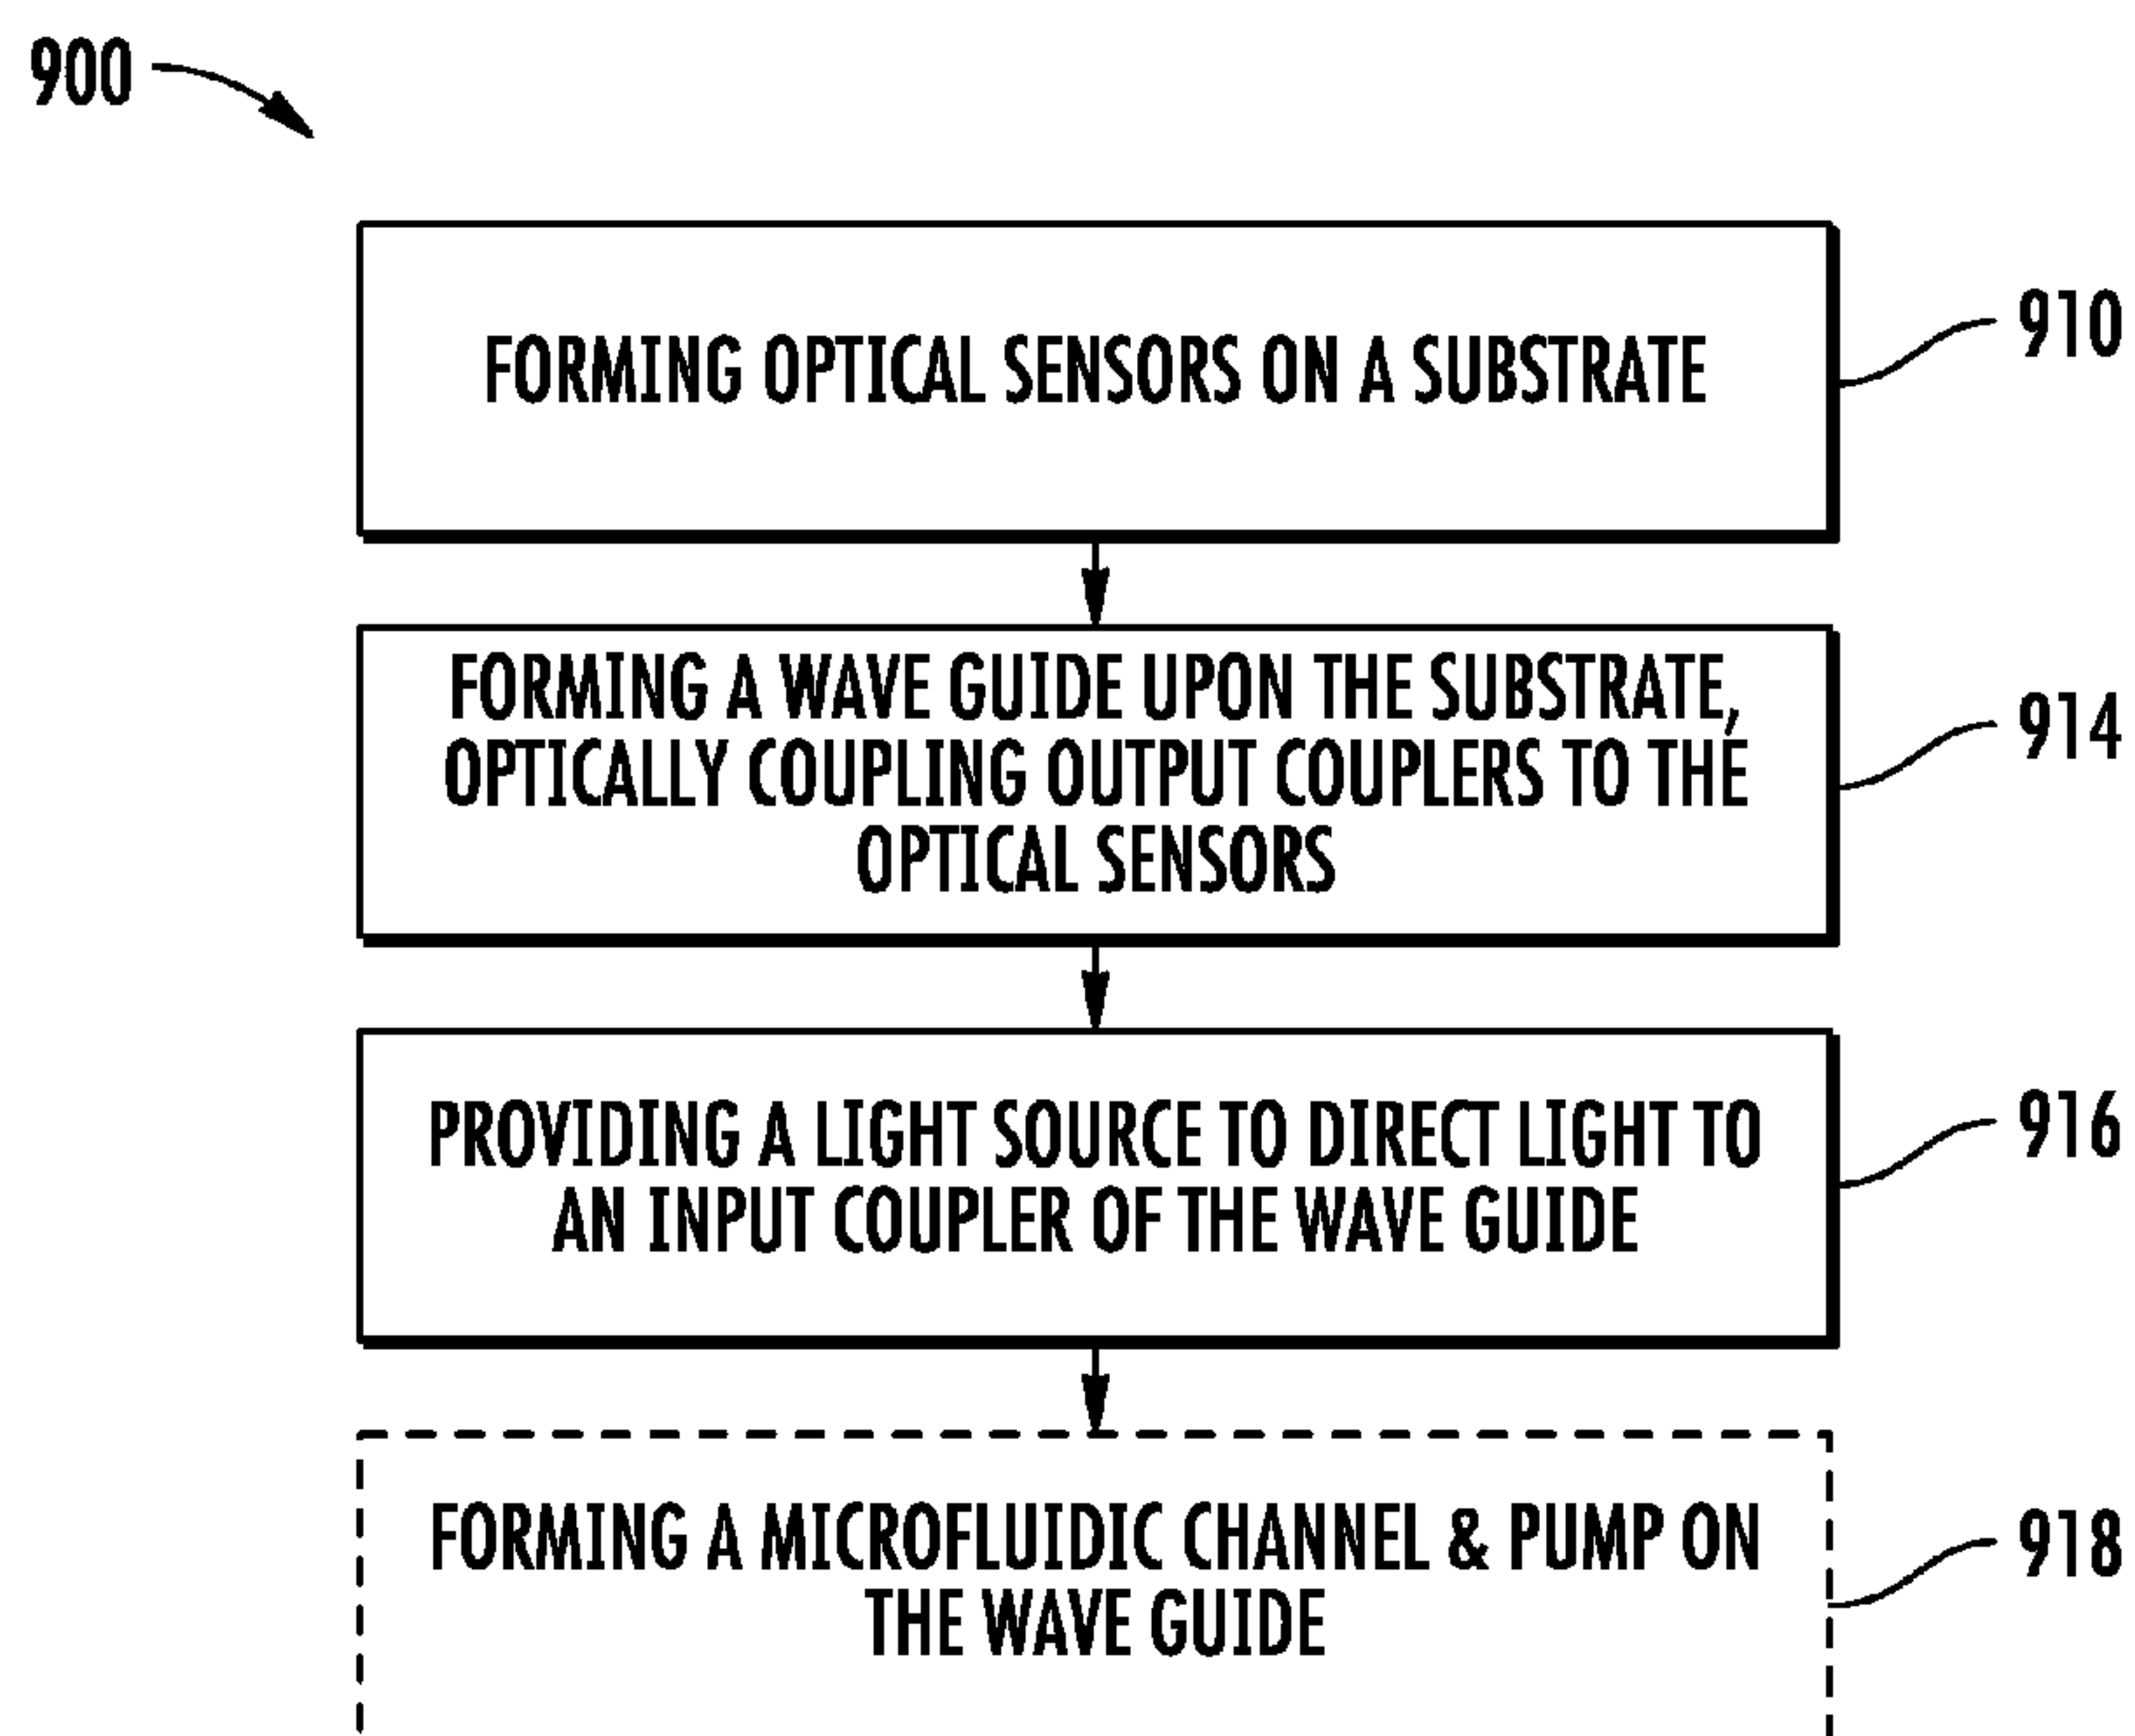 900
FORMING OPTICAL SENSORS ON A SUBSTRATE
910
FORMING A WAVE GUIDE UPON THE SUBSTRATE,
OPTICALLY COUPLING OUTPUT COUPLERS TO THE
OPTICAL SENSORS
914
PROVIDING A LIGHT SOURCE TO DIRECT LIGHT TO
AN INPUT COUPLER OF THE WAVE GUIDE
916
FORMING A MICROFLUIDIC CHANNEL & PUMP ON
THE WAVE GUIDE
918